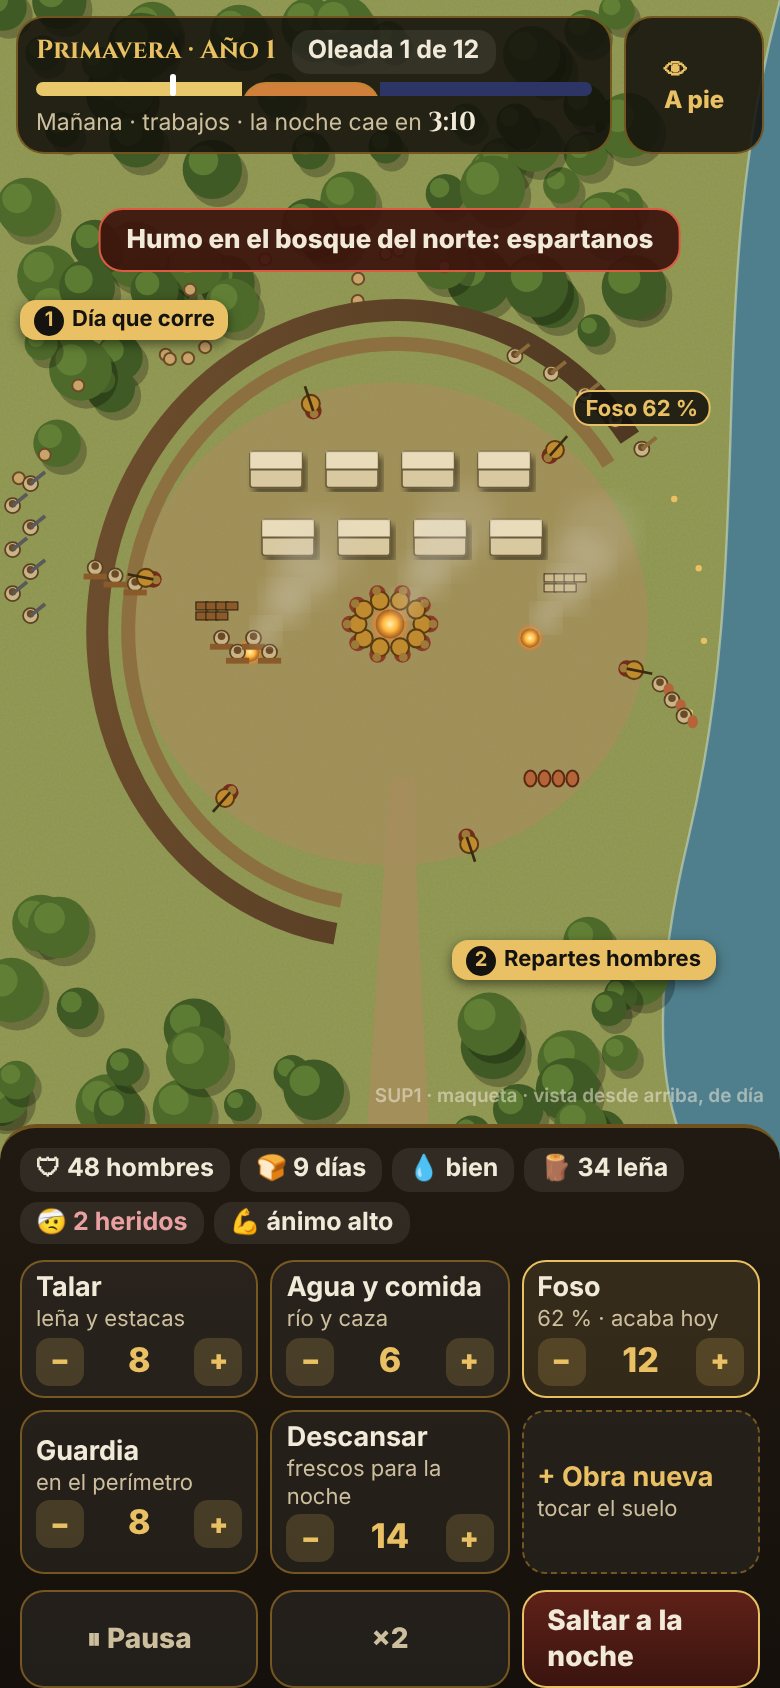 Primavera · Año 1
Oleada 1 de 12
Mañana · trabajos · la noche cae en 3:10
A pie
Humo en el bosque del norte: espartanos
1 Día que corre
Foso 62 %
2 Repartes hombres
SUP1 · maqueta · vista desde arriba, de día
48 hombres
9 días
bien
34 leña
2 heridos
ánimo alto
Talar
leña y estacas
− 8 +
Agua y comida
río y caza
− 6 +
Foso
62 % · acaba hoy
− 12 +
Guardia
en el perímetro
− 8 +
Descansar
frescos para la
noche
− 14 +
+ Obra nueva
tocar el suelo
Pausa
×2
Saltar a la
noche